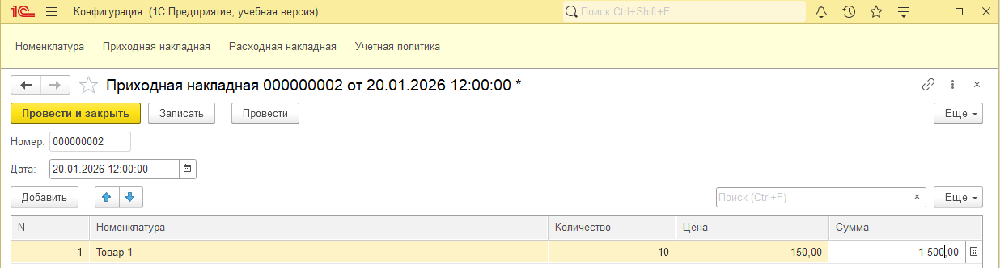 1С Конфигурация (1С:Предприятие, учебная версия) Поиск Ctrl+Shift+F
Номенклатура Приходная накладная Расходная накладная Учетная политика
Приходная накладная 000000002 от 20.01.2026 12:00:00 *
Провести и закрыть Записать Провести Еще
Номер: 000000002
Дата: 20.01.2026 12:00:00
Добавить Поиск (Ctrl+F) × Еще
N Номенклатура Количество Цена Сумма
1 Товар 1 10 150,00 1 500,00